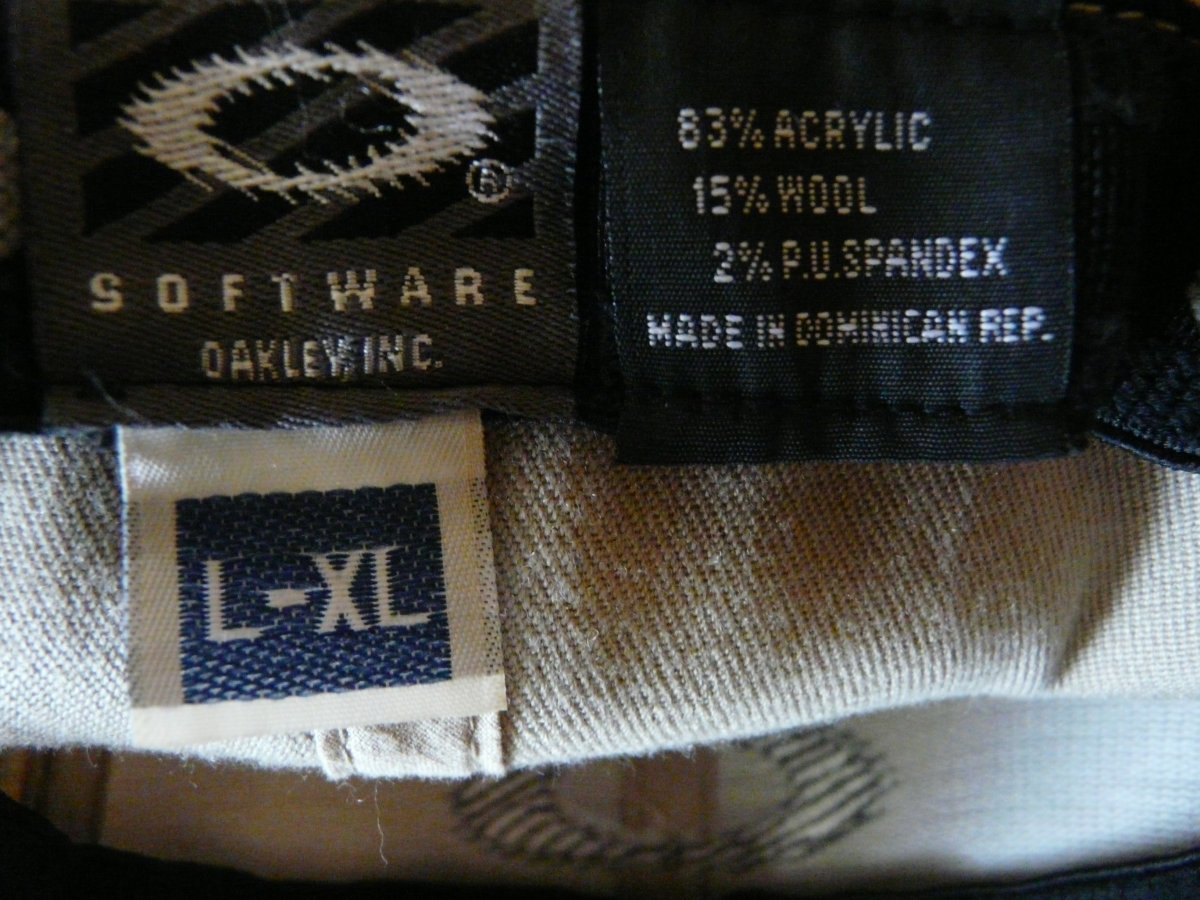 ®
SOFTWARE
OAKLEY, INC.
83% ACRYLIC
15% WOOL
2% P.U.SPANDEX
MADE IN DOMINICAN REP.
L-XL